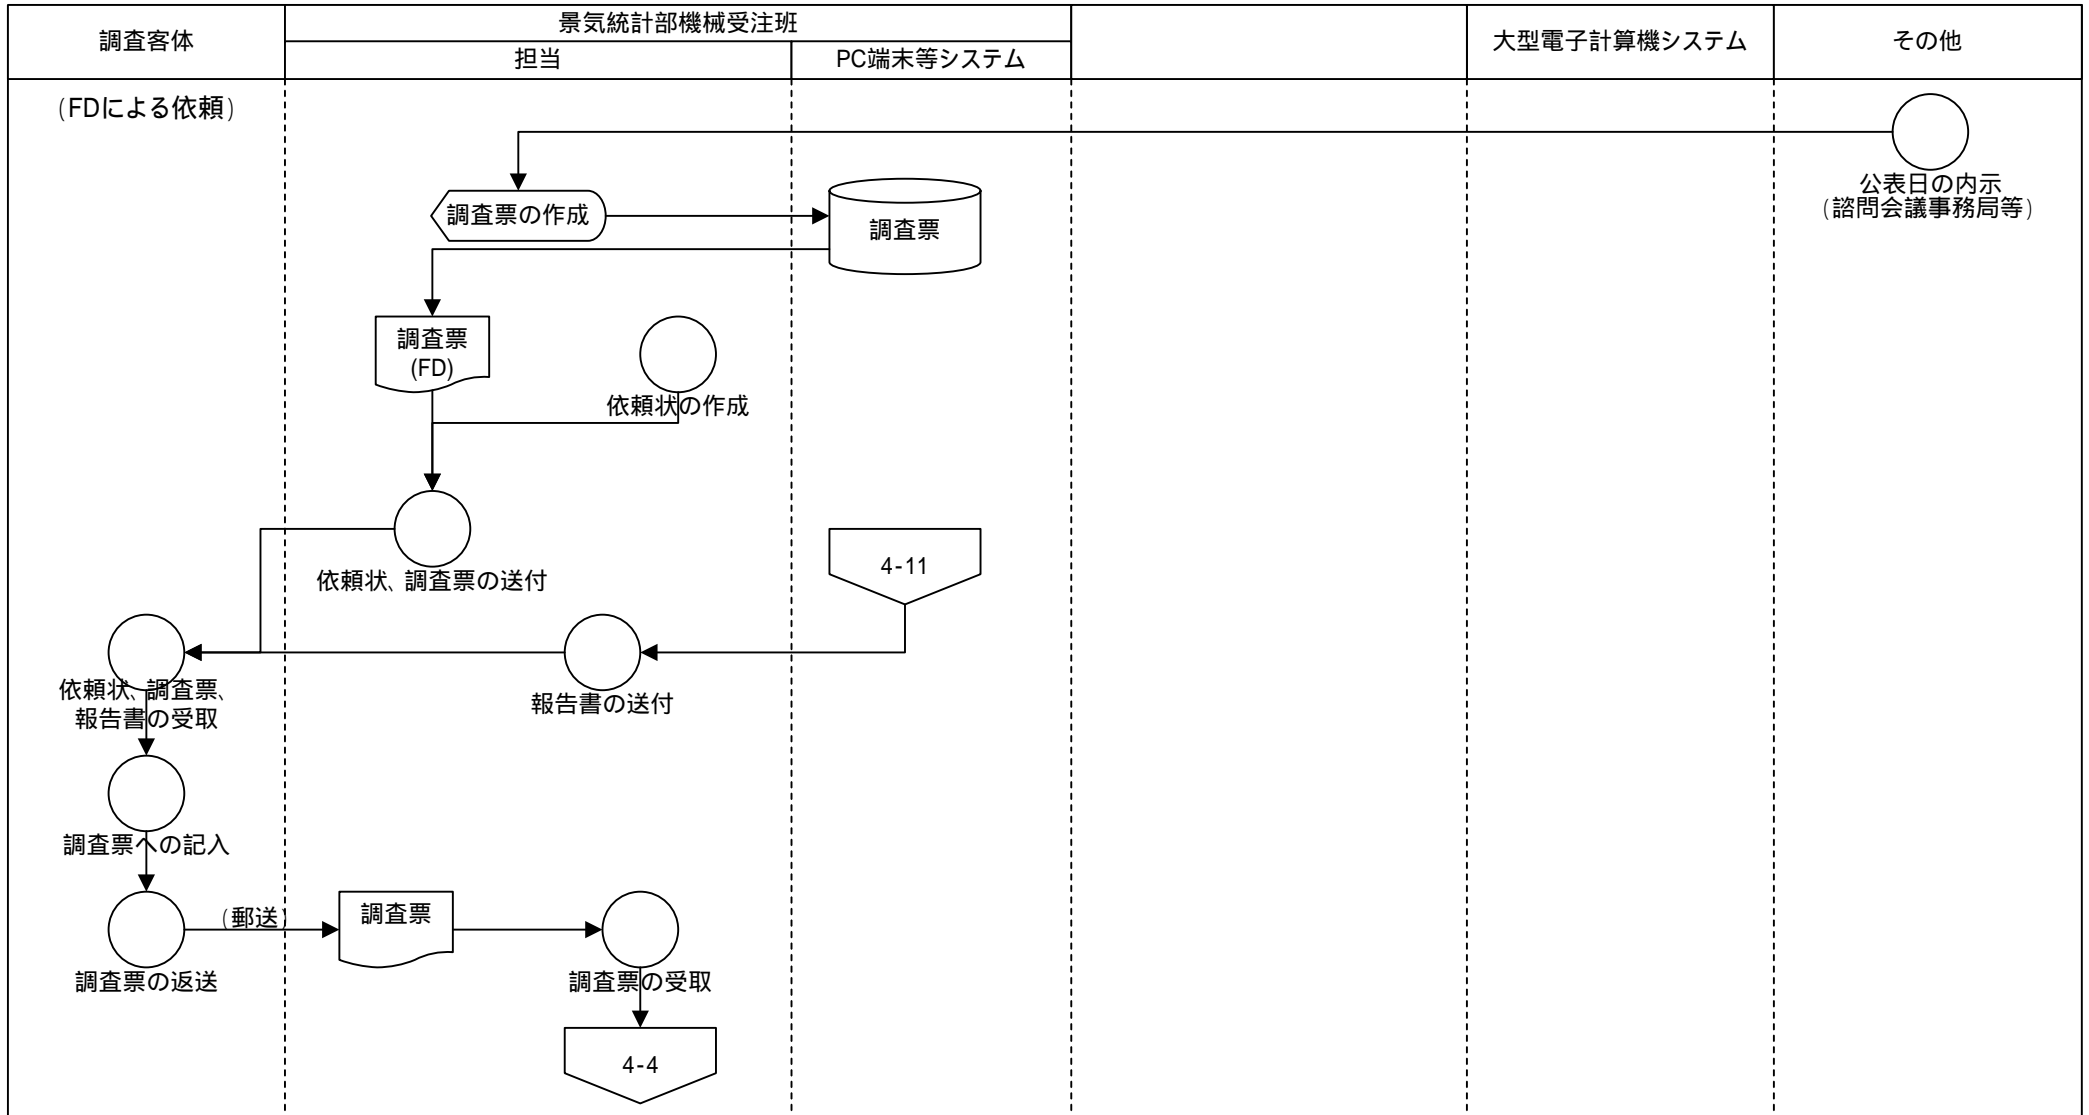 調査客体
景気統計部機械受注班
担当
PC端末等システム
大型電子計算機システム
その他
(FDによる依頼)
公表日の内示
(諮問会議事務局等)
調査票の作成
調査票
調査票
(FD)
依頼状の作成
依頼状、調査票の送付
4-11
依頼状、調査票、
報告書の受取
報告書の送付
調査票への記入
(郵送)
調査票
調査票の返送
調査票の受取
4-4